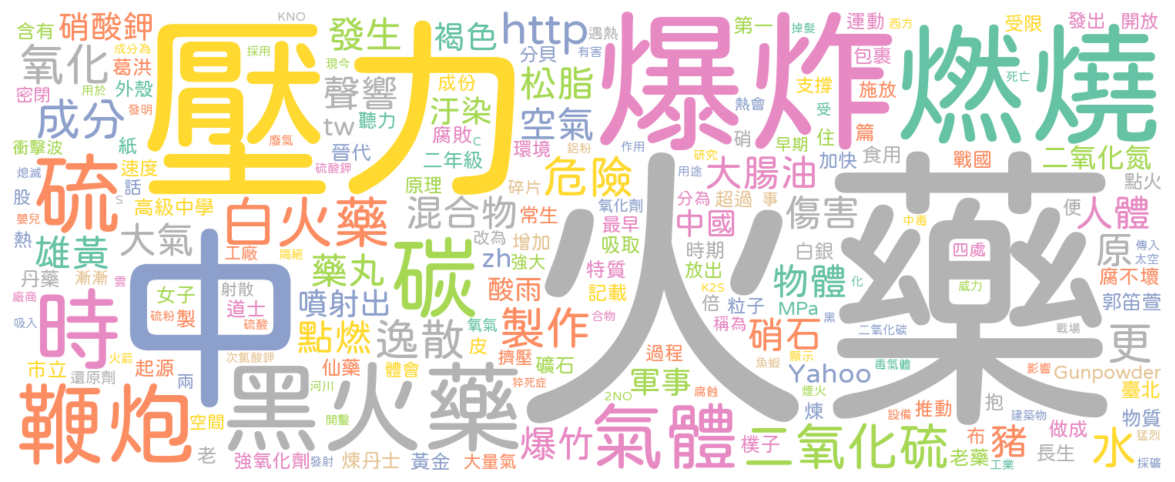 含有 硝酸鉀 KNO 壓力 發生 褐色 http 爆炸 第一 掉髮 運動 西方 受限 發出 開放
氧化 成分為 採用 遇熱 分貝 有害 包裹 燃燒
密閉 葛洪 用於 外殼 現今 聲響 成份 松脂 支撐 施放 死亡
成分 發明 廢氣 tw 聽力 汙染 腐敗 c 空氣 鋁粉 熱會 硝 受 早期 住 篇
衝擊波 紙 晉代 二年級 環境 作用 研究 大腸油 加快 食用 戰國 二氧化氮
熄滅 速度 硫酸鉀 原理 碎片 危險 用途 點火
硫 股 話 嬰兒 S 高級中學 白火藥 混合物 常生 氧化劑 分為 超過 事 傷害 中毒 便 人體
熱 大氣 中 工廠 隔絕 改為 增加 最早 中國 火藥 原 傳入 太空
雄黃 藥丸 碳 zh 強大 吸取 時期 白銀 四處
丹藥 漸漸 雲 特質 放出 物體 化 威力 腐不壞
廠商 時 女子 射散 噴射出 酸雨 記載 K2S 倍 粒子 MPa 郭笛萱
吸入 硫粉 製 硫酸 道士 點燃 逸散 氧氣 製作 合物 稱為 硝石 黑 二氧化碳 戰場 更
市立 火箭 起源 次氯酸鉀 仙藥 體會 皮 擠壓 礦石 過程 魚蝦 顯示 毒氣體 影響 Gunpowder
還原劑 兩 黑火藥 河川 猝死症 軍事 Yahoo 臺北
鞭炮 空間 開鑿 2NO 腐蝕 煙火 煉 設備 推動 抱 建築物 物質
老 爆竹 氣體 樸子 二氧化硫 布 豬 做成 水 猛烈
強氧化劑 發射 煉丹士 黃金 大量氣 老藥 工業 長生 採礦